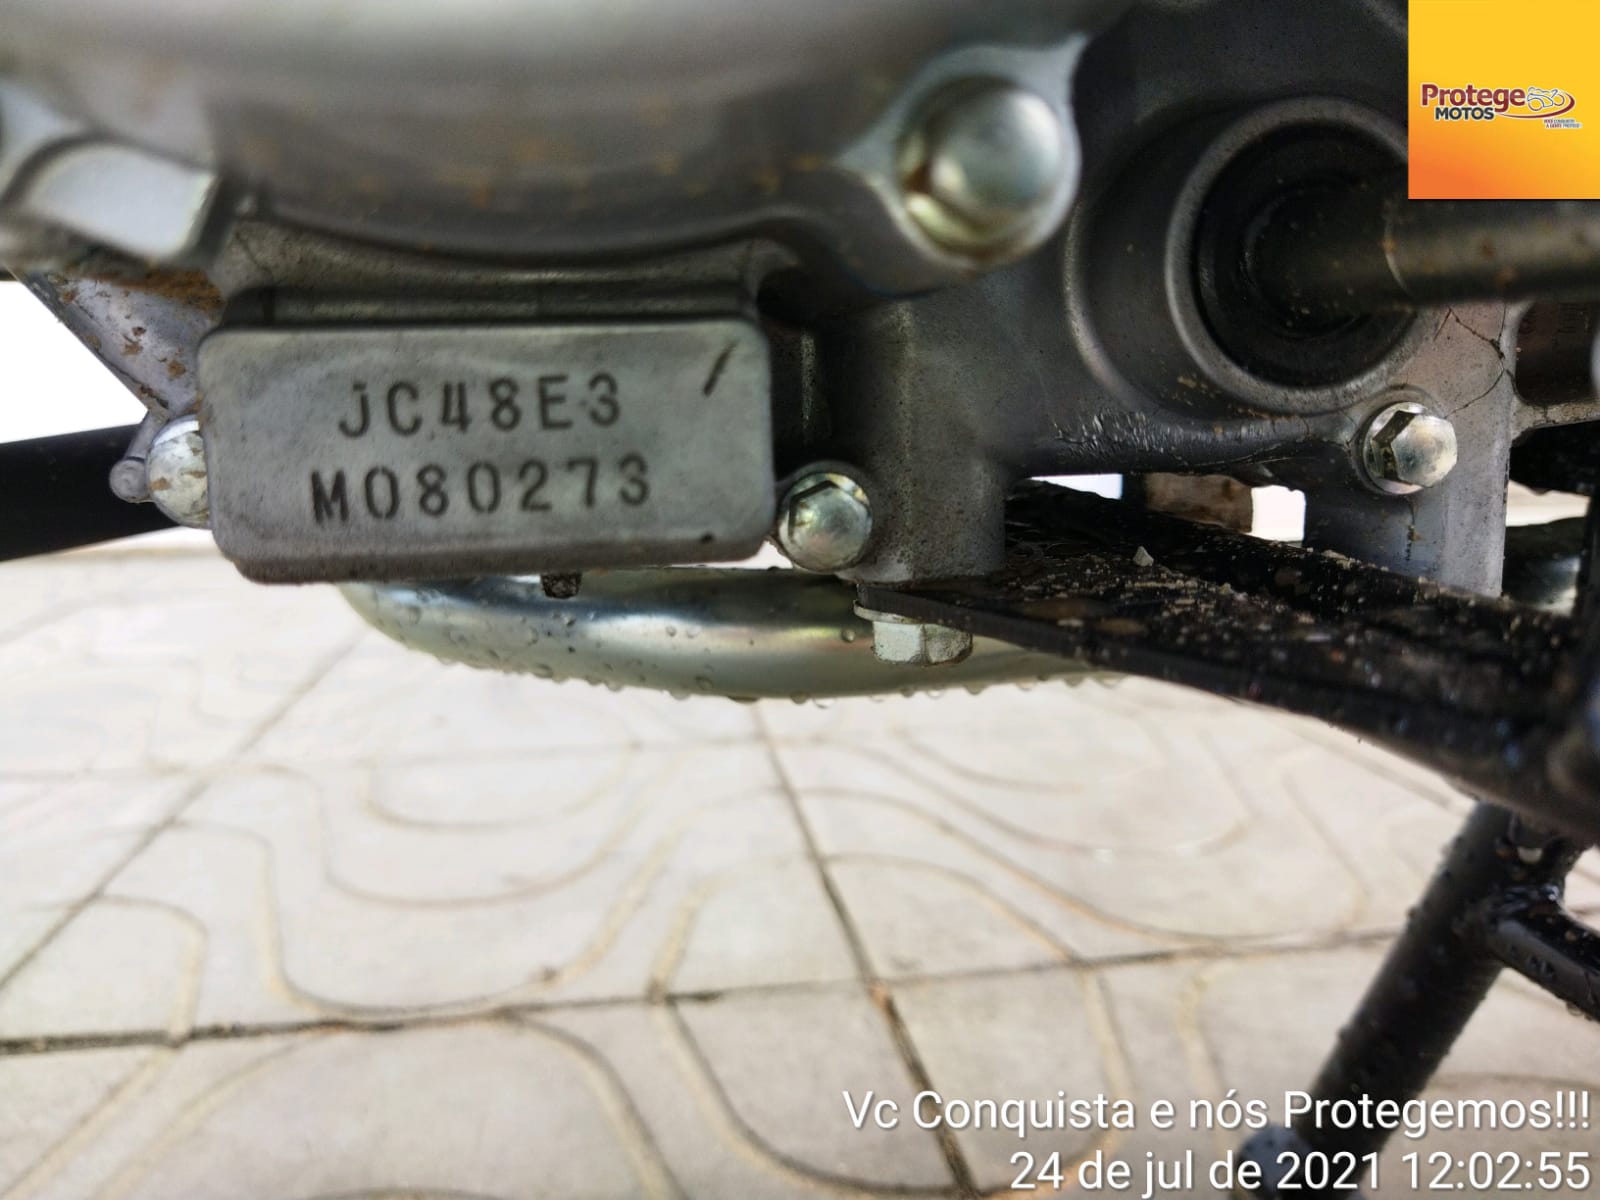 Protege
MOTOS
JC48E3
M080273
Vc Conquista e nós Protegemos!!!
24 de jul de 2021 12:02:55